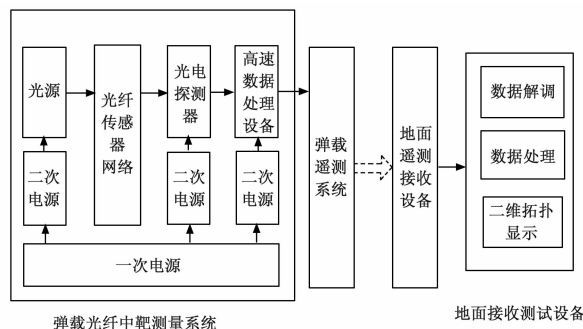 光源
光纤
传感
器
网络
光电
探测
器
高速
数据
处理
设备
二次
电源
二次
电源
二次
电源
一次电源
弹载
遥测
系统
地面
遥测
接收
设备
数据解调
数据处理
二维拓扑
显示
弹载光纤中靶测量系统
地面接收测试设备